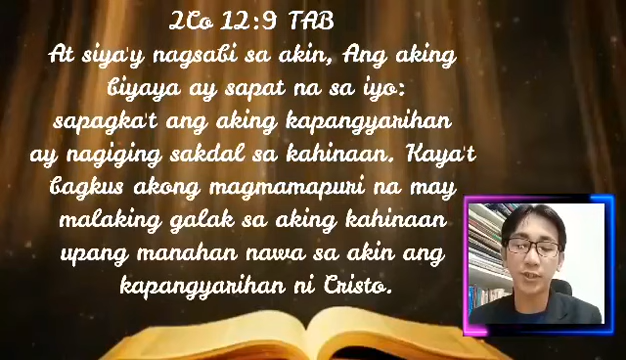 2Co 12:9 TAB
At siya'y nagsabi sa akin, Ang aking
biyaya ay sapat na sa iyo:
sapagka't ang aking kapangyarihan
ay nagiging sakdal sa kahinaan. Kaya't
bagkus akong magmamapuri na may
malaking galak sa aking kahinaan
upang manahan nawa sa akin ang
kapangyarihan ni Cristo.